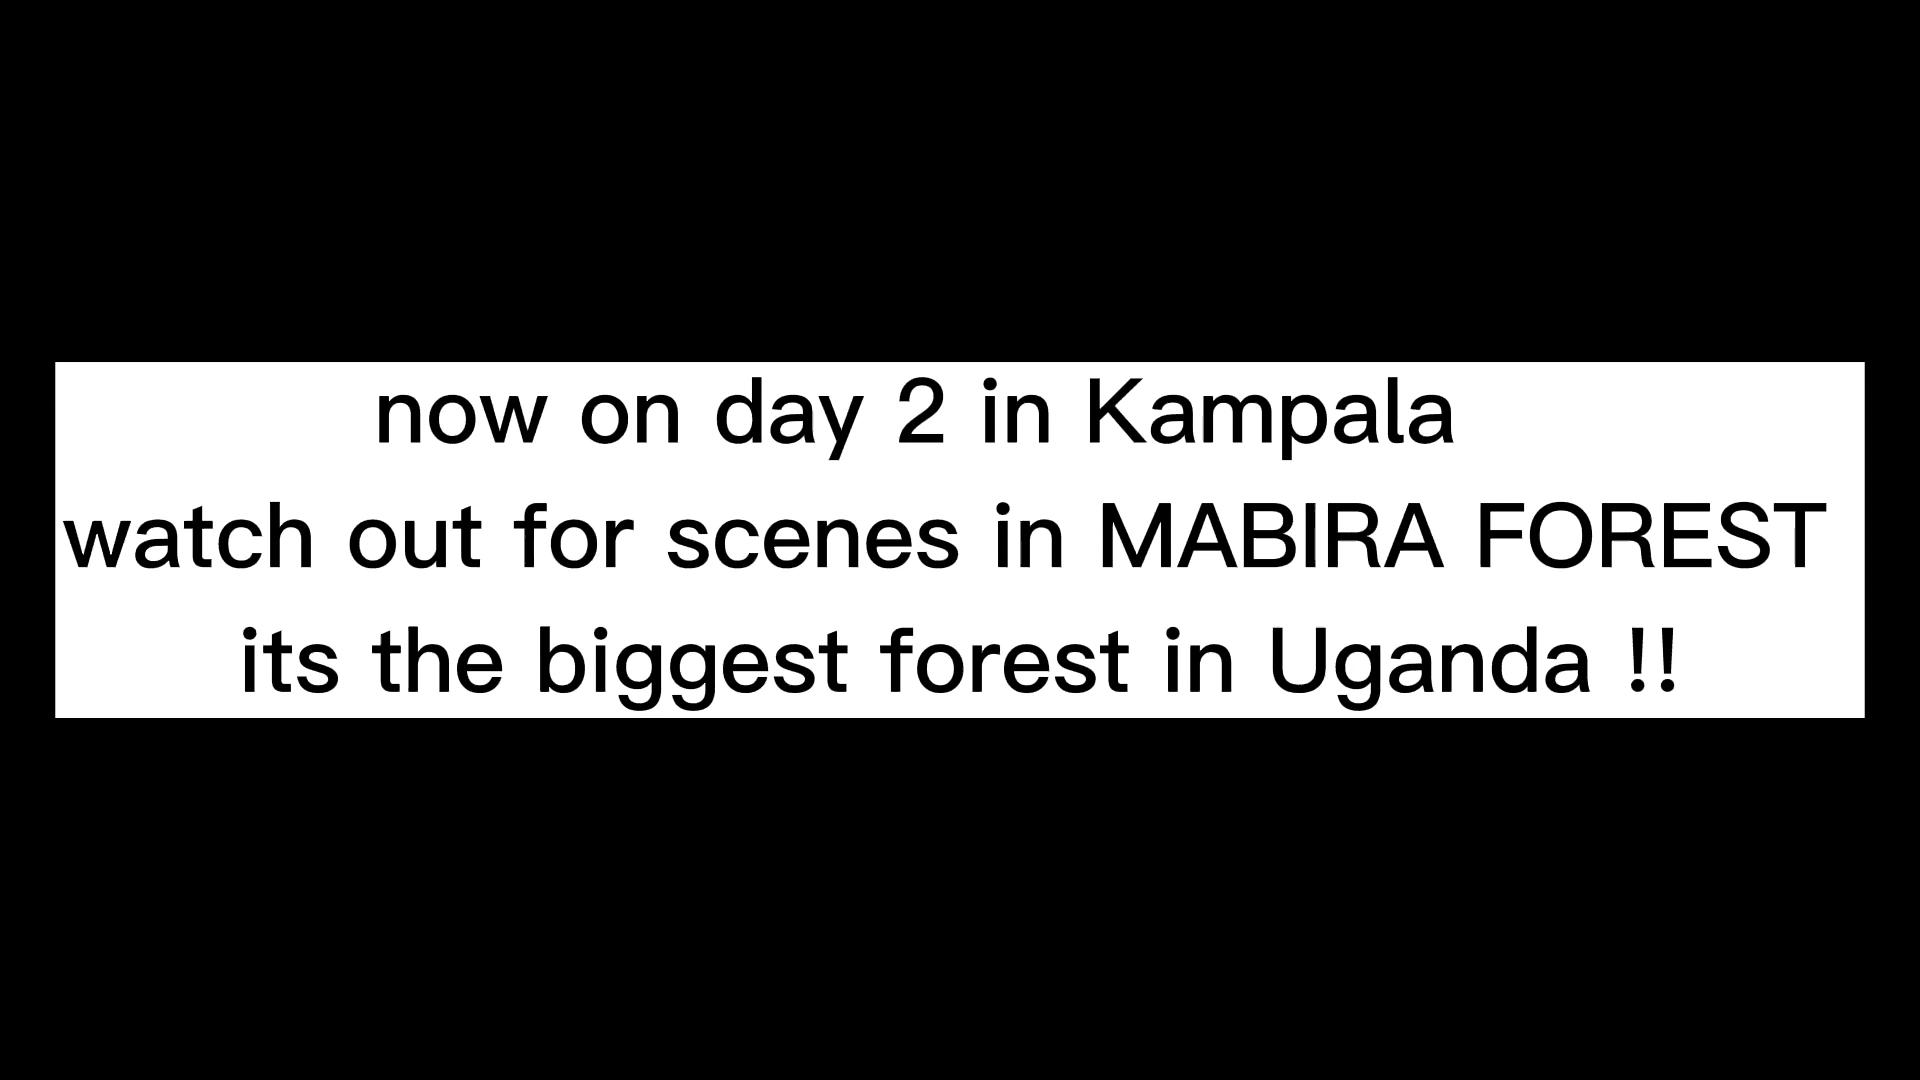 now on day 2 in Kampala
watch out for scenes in MABIRA FOREST
its the biggest forest in Uganda !!